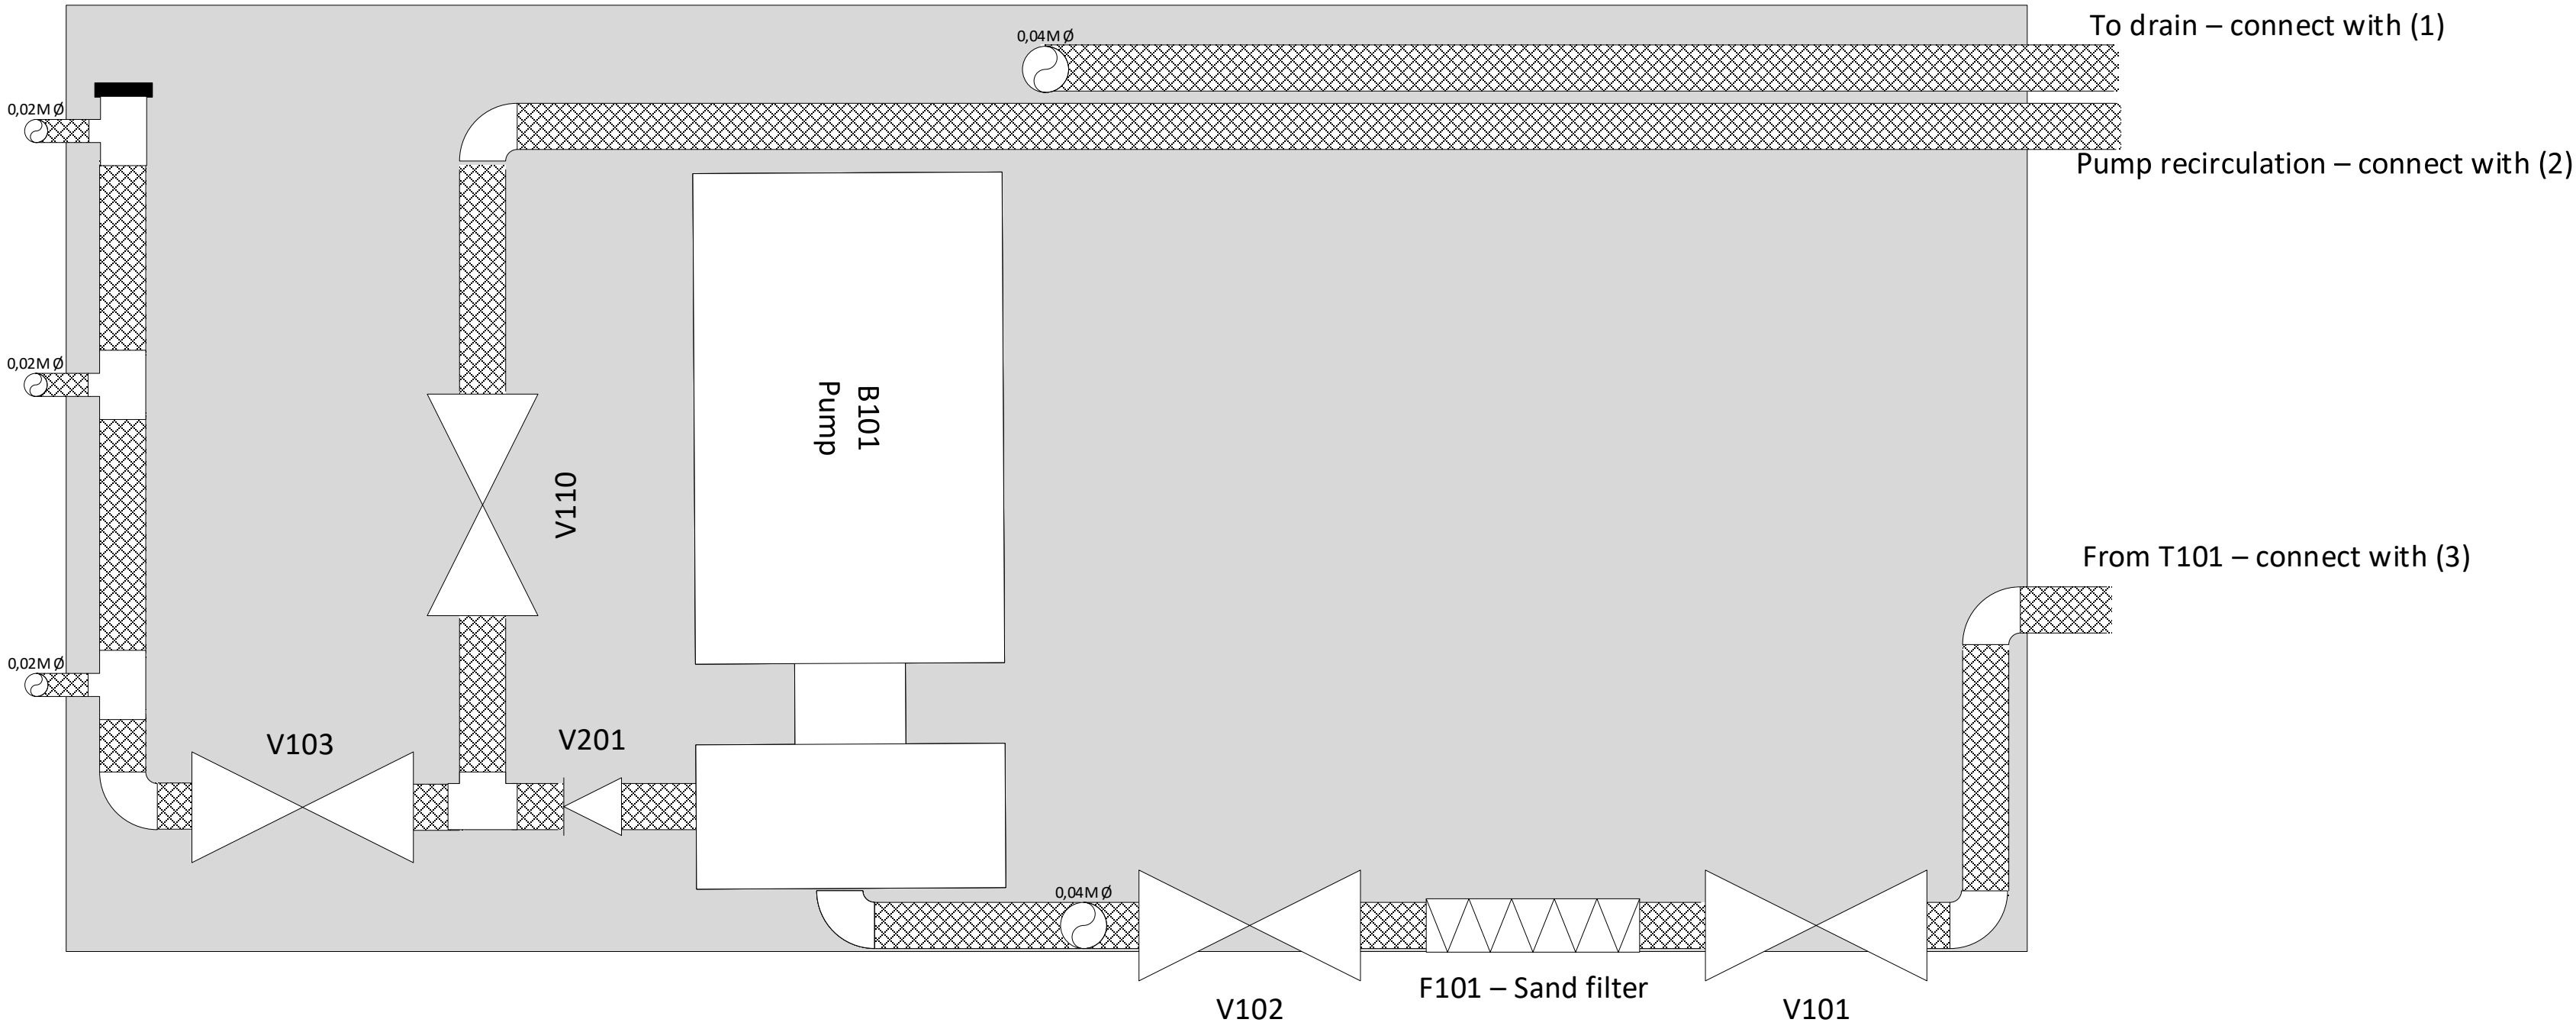 To drain – connect with (1)
0,04M Ø
0,02M Ø
Pump recirculation – connect with (2)
0,02M Ø
B101
Pump
V110
From T101 – connect with (3)
0,02M Ø
V103
V201
0,04M Ø
F101 – Sand filter
V102
V101